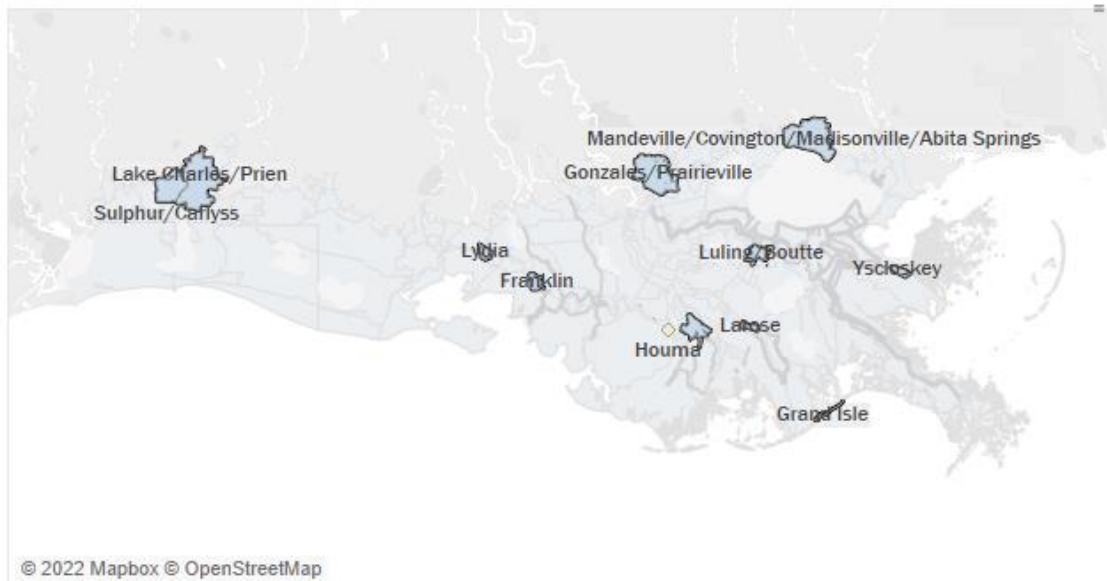 Mandeville/Covington/Madisonville/Abita Springs
Lake Charles/Prien
Gonzales/Prairieville
Sulphur/Carlyss
Lydia
Luling/Boutte
Franklin
Yscloskey
Larose
Houma
Grand Isle
© 2022 Mapbox © OpenStreetMap